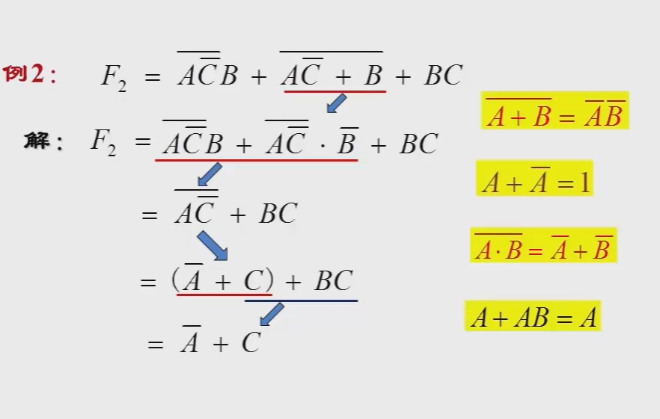 例2: $F_2 = \overline{A\overline{C}}B + \overline{A\overline{C} + B} + BC$
解: $F_2 = \overline{A\overline{C}}B + \overline{A\overline{C}} \cdot \overline{B} + BC$
$= \overline{A\overline{C}} + BC$
$= (\overline{A} + C) + BC$
$= \overline{A} + C$
$\overline{A + B} = \overline{A}\overline{B}$
$A + \overline{A} = 1$
$\overline{A \cdot B} = \overline{A} + \overline{B}$
$A + AB = A$